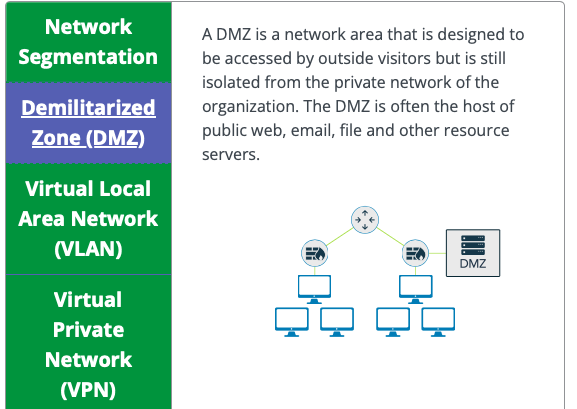 Network
Segmentation
Demilitarized
Zone (DMZ)
Virtual Local
Area Network
(VLAN)
Virtual
Private
Network
(VPN)
A DMZ is a network area that is designed to
be accessed by outside visitors but is still
isolated from the private network of the
organization. The DMZ is often the host of
public web, email, file and other resource
servers.
DMZ